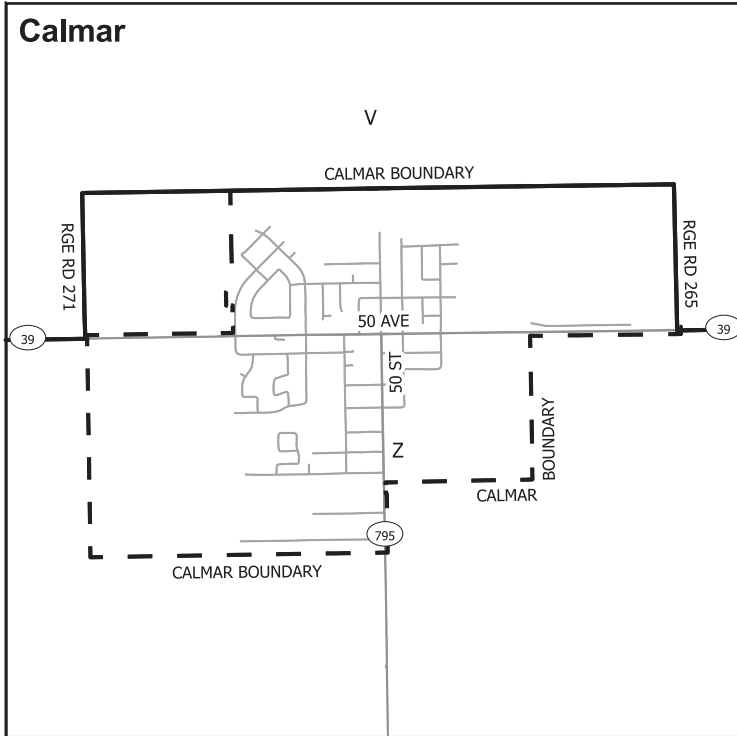 Calmar
V
CALMAR BOUNDARY
RGE RD 271
RGE RD 265
50 AVE
39
39
50 ST
BOUNDARY
Z
CALMAR
795
CALMAR BOUNDARY